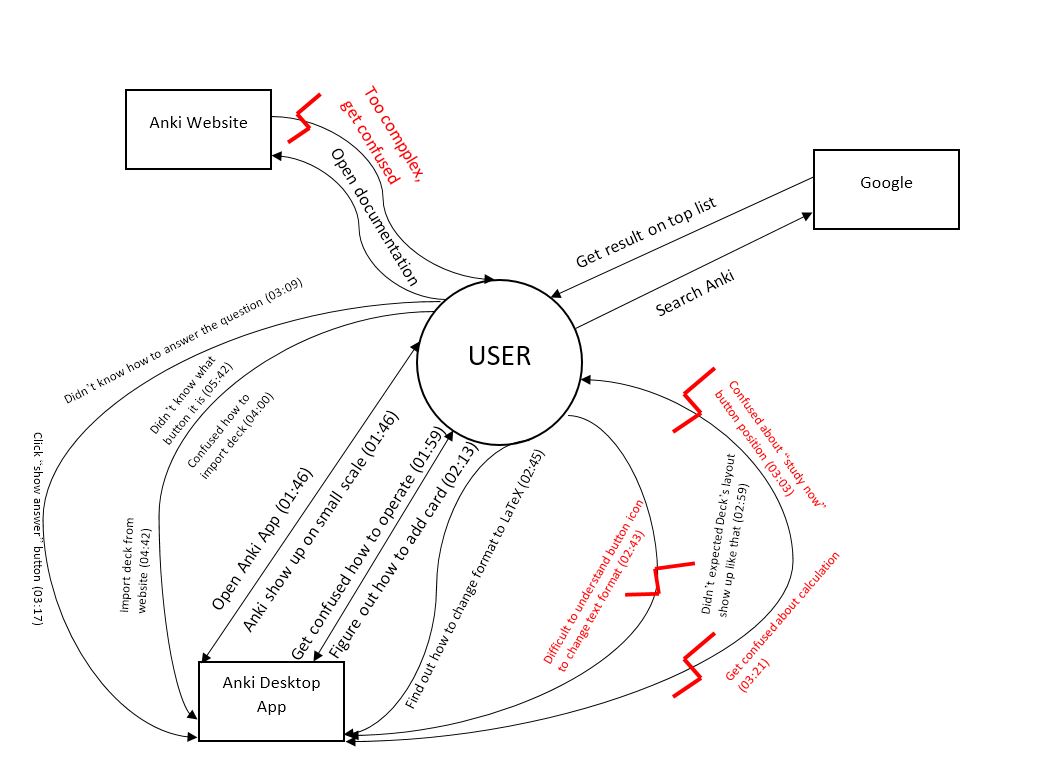 Anki Website
Too compplex,
get confused
Open documentation
Google
Get result on top list
Search Anki
USER
Didn't know how to answer the question (03:09)
Didn't know what
button it is (05:42)
Confused how to
import deck(04:00)
Click "show answer" button (03:17)
Import deck from
website (04:42)
Open Anki App (01:46)
Anki show up on small scale (01:46)
Get confused how to operate (01:59)
Figure out how to add card (02:13)
Find out how to change format to LaTeX (02:45)
Difficult to understand button icon
to change text format (02:43)
Didn't expected Deck's layout
show up like that (02:59)
Confused about "study now"
button position (03:03)
Get confused about calculation
(03:21)
Anki Desktop
App